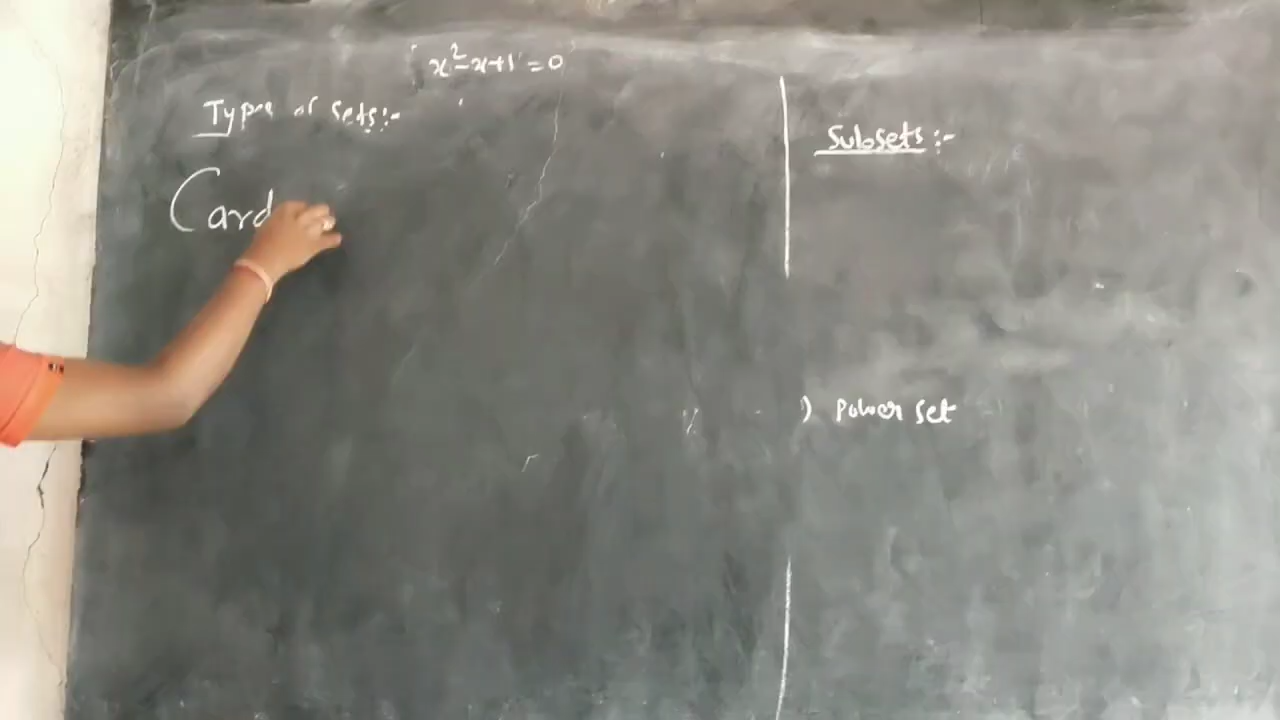 x²-x+1 = 0
Types of Sets:-
Card
Subsets:-
) Power set